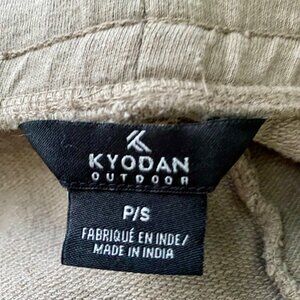 KYODAN
OUTDOOR
P/S
FABRIQUÉ EN INDE/
MADE IN INDIA